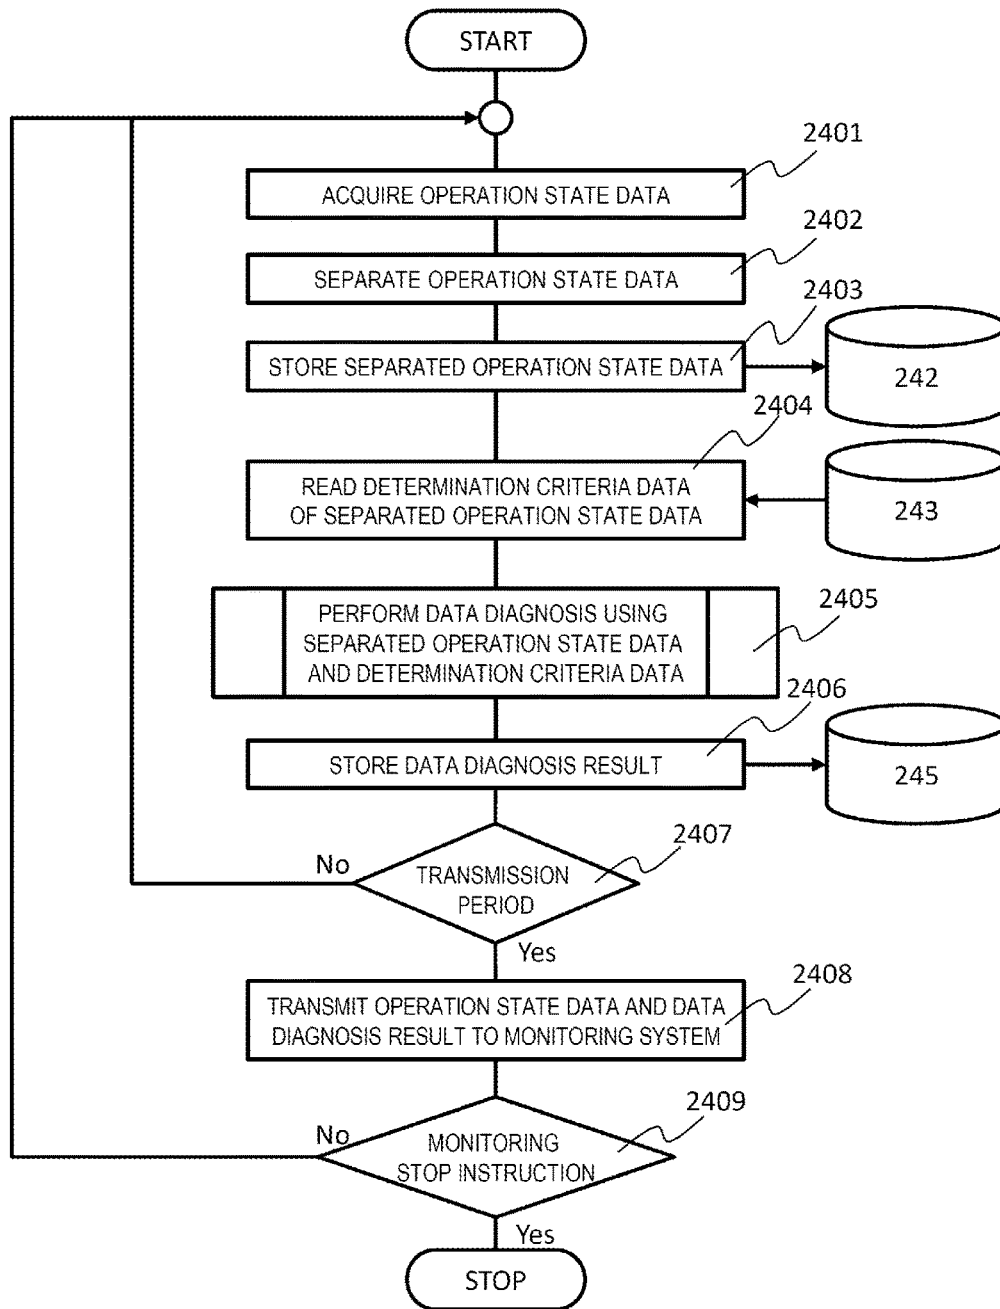 START
2401
ACQUIRE OPERATION STATE DATA
2402
SEPARATE OPERATION STATE DATA
2403
STORE SEPARATED OPERATION STATE DATA
242
2404
READ DETERMINATION CRITERIA DATA
OF SEPARATED OPERATION STATE DATA
243
2405
PERFORM DATA DIAGNOSIS USING
SEPARATED OPERATION STATE DATA
AND DETERMINATION CRITERIA DATA
2406
STORE DATA DIAGNOSIS RESULT
245
2407
No
TRANSMISSION
PERIOD
Yes
2408
TRANSMIT OPERATION STATE DATA AND DATA
DIAGNOSIS RESULT TO MONITORING SYSTEM
2409
No
MONITORING
STOP INSTRUCTION
Yes
STOP